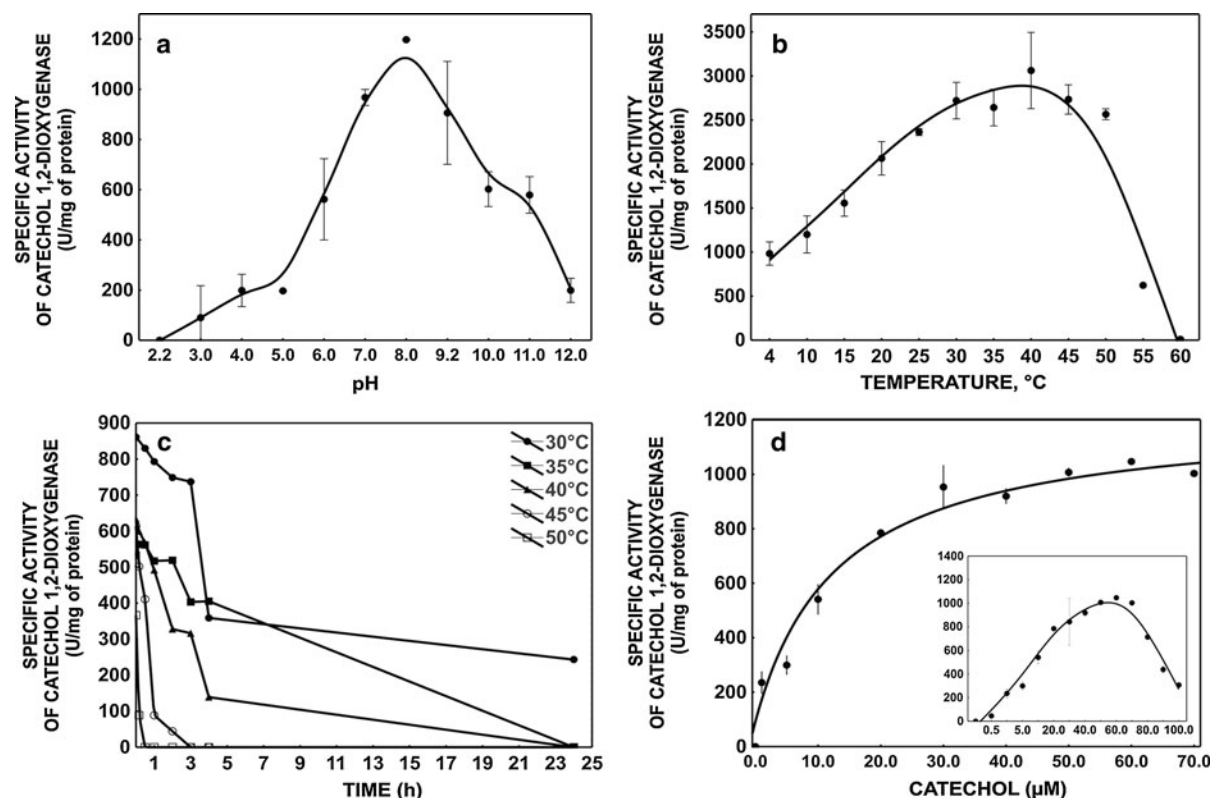 a
SPECIFIC ACTIVITY
OF CATECHOL 1,2-DIOXYGENASE
(U/mg of protein)
1200
1000
800
600
400
200
0
2.2 3.0 4.0 5.0 6.0 7.0 8.0 9.2 10.0 11.0 12.0
pH
b
SPECIFIC ACTIVITY
OF CATECHOL 1,2-DIOXYGENASE
(U/mg of protein)
3500
3000
2500
2000
1500
1000
500
0
4 10 15 20 25 30 35 40 45 50 55 60
TEMPERATURE, °C
c
SPECIFIC ACTIVITY
OF CATECHOL 1,2-DIOXYGENASE
(U/mg of protein)
900
800
700
600
500
400
300
200
100
0
30°C
35°C
40°C
45°C
50°C
1 3 5 7 9 11 13 15 17 19 21 23 25
TIME (h)
d
SPECIFIC ACTIVITY
OF CATECHOL 1,2-DIOXYGENASE
(U/mg of protein)
1200
1000
800
600
400
200
0
1400
1200
1000
800
600
400
200
0
0.5 5.0 20.0 40.0 60.0 80.0 100.0
0.0 10.0 20.0 30.0 40.0 50.0 60.0 70.0
CATECHOL (µM)